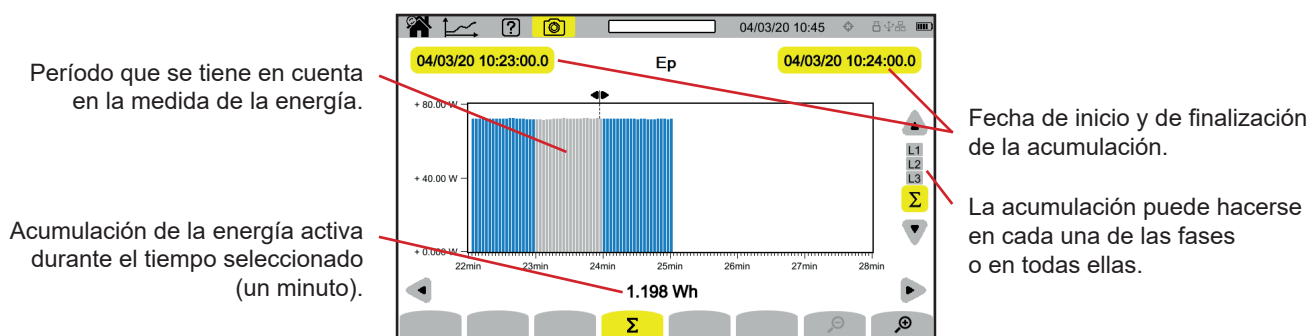 ? 04/03/20 10:45
04/03/20 10:23:00.0 Ep 04/03/20 10:24:00.0
Período que se tiene en cuenta
en la medida de la energía.
+ 80.00 W
+ 40.00 W
+ 0.000 W
22min 23min 24min 25min 26min 27min 28min
L1
L2
L3
Σ
Fecha de inicio y de finalización
de la acumulación.
La acumulación puede hacerse
en cada una de las fases
o en todas ellas.
Acumulación de la energía activa
durante el tiempo seleccionado
(un minuto).
1.198 Wh
Σ